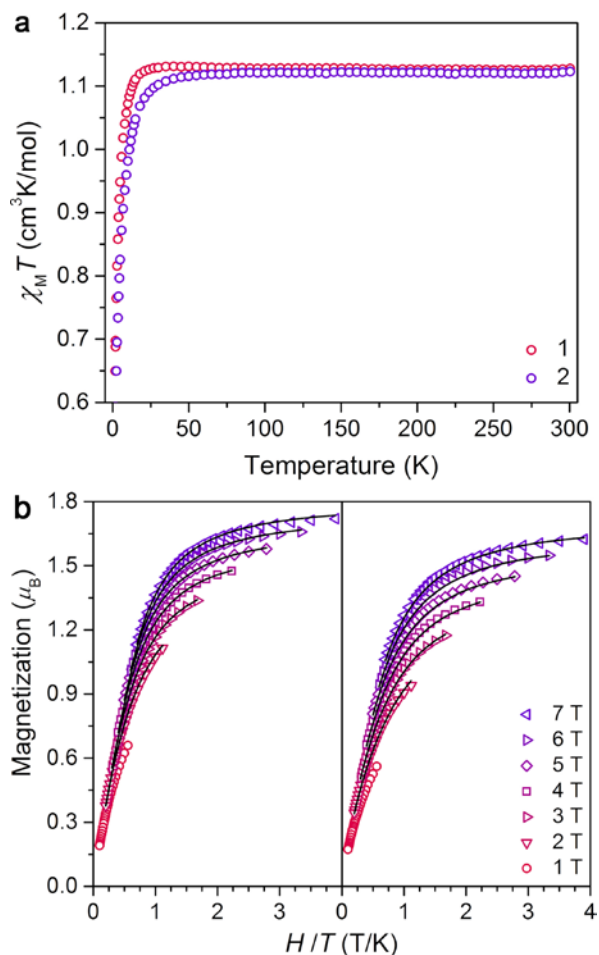 a
1.2
1.1
1.0
0.9
0.8
0.7
0.6
χ_M T (cm³K/mol)
1
2
0 50 100 150 200 250 300
Temperature (K)
b
1.8
1.5
1.2
0.9
0.6
0.3
0.0
Magnetization (μ_B)
7 T
6 T
5 T
4 T
3 T
2 T
1 T
0 1 2 3 0 1 2 3 4
H/T (T/K)